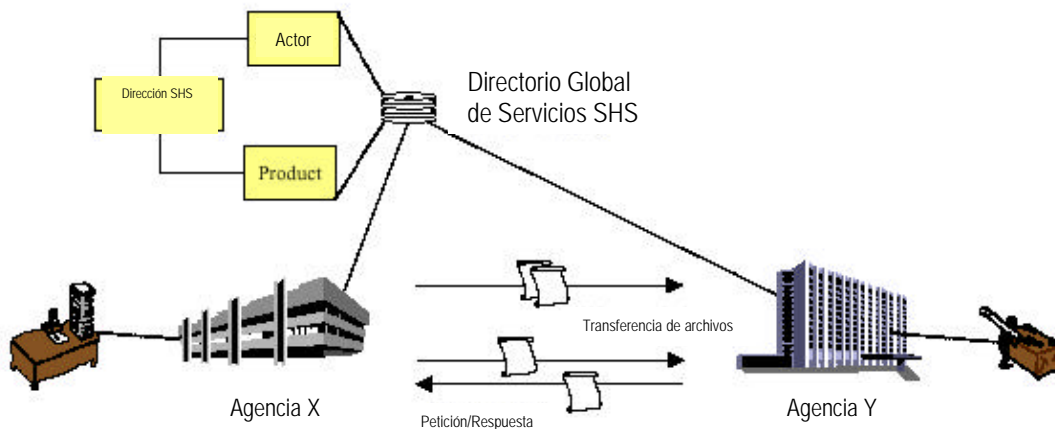 Actor
Dirección SHS
Directorio Global
de Servicios SHS
Product
Transferencia de archivos
Agencia X
Agencia Y
Petición/Respuesta